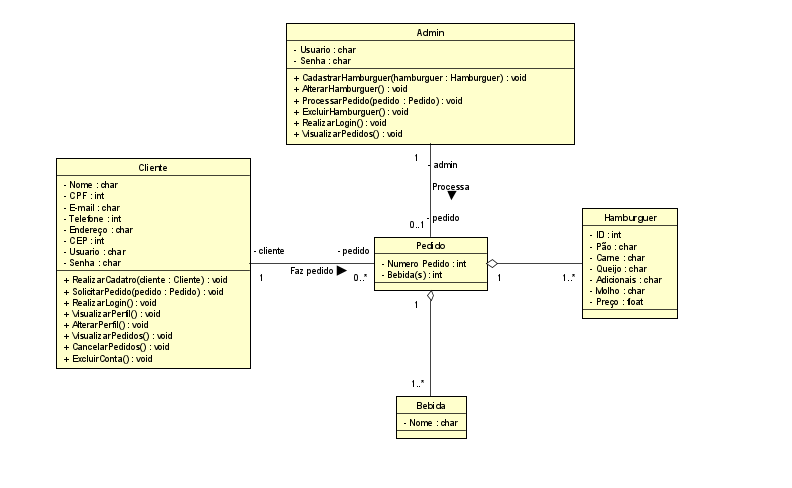 Admin
- Usuario : char
- Senha : char
+ CadastrarHamburguer(hamburguer : Hamburguer) : void
+ AlterarHamburguer() : void
+ ProcessarPedido(pedido : Pedido) : void
+ ExcluirHamburguer() : void
+ RealizarLogin() : void
+ VisualizarPedidos() : void
1
- admin
Processa
- pedido
0..1
Cliente
- Nome : char
- CPF : int
- E-mail : char
- Telefone : int
- Endereço : char
- CEP : int
- Usuario : char
- Senha : char
+ RealizarCadatro(cliente : Cliente) : void
+ SolicitarPedido(pedido : Pedido) : void
+ RealizarLogin() : void
+ VisualizarPerfil() : void
+ AlterarPerfil() : void
+ VisualizarPedidos() : void
+ CancelarPedidos() : void
+ ExcluirConta() : void
- cliente
- pedido
Faz pedido
1
0..*
Pedido
- Numero Pedido : int
- Bebida(s) : int
1
1..*
Hamburguer
- ID : int
- Pão : char
- Carne : char
- Queijo : char
- Adicionais : char
- Molho : char
- Preço : float
1
1..*
Bebida
- Nome : char